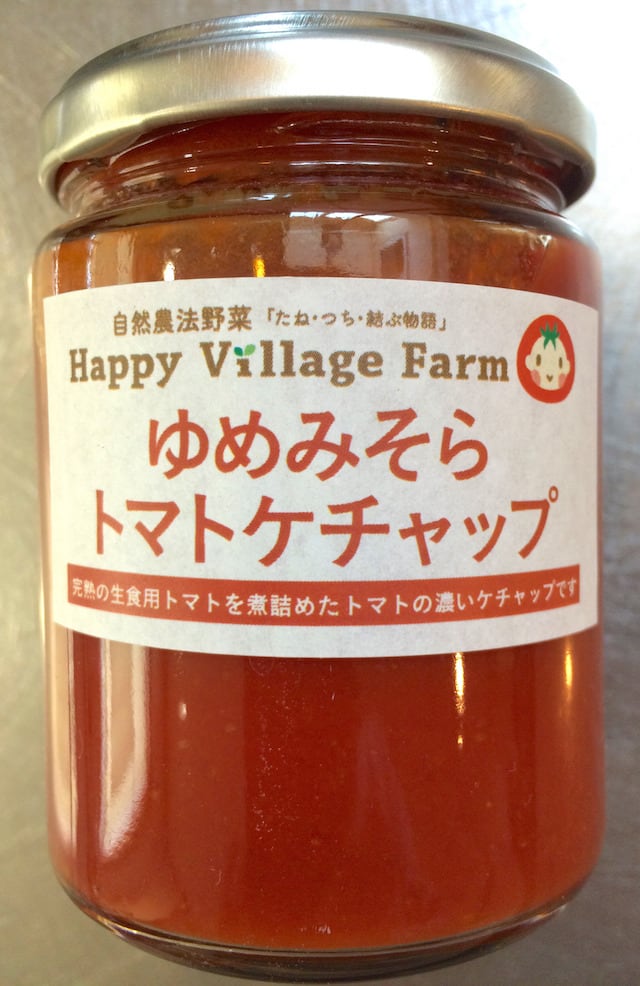 自然農法野菜「たね・つち・結ぶ物語」
Happy Village Farm
ゆめみそら
トマトケチャップ
完熟の生食用トマトを煮詰めたトマトの濃いケチャップです